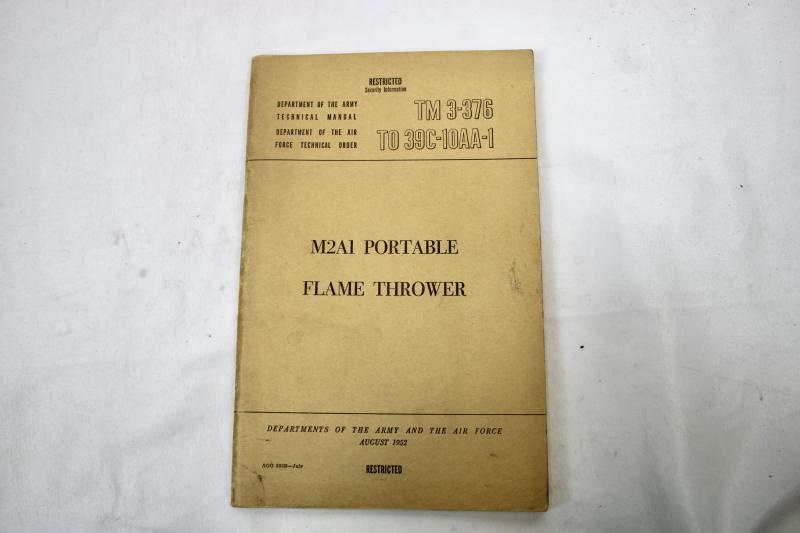 RESTRICTED
Security Information
DEPARTMENT OF THE ARMY
TECHNICAL MANUAL
DEPARTMENT OF THE AIR
FORCE TECHNICAL ORDER
TM 3-376
TO 39C-10AA-1
M2A1 PORTABLE
FLAME THROWER
DEPARTMENTS OF THE ARMY AND THE AIR FORCE
AUGUST 1952
AGO —July
RESTRICTED